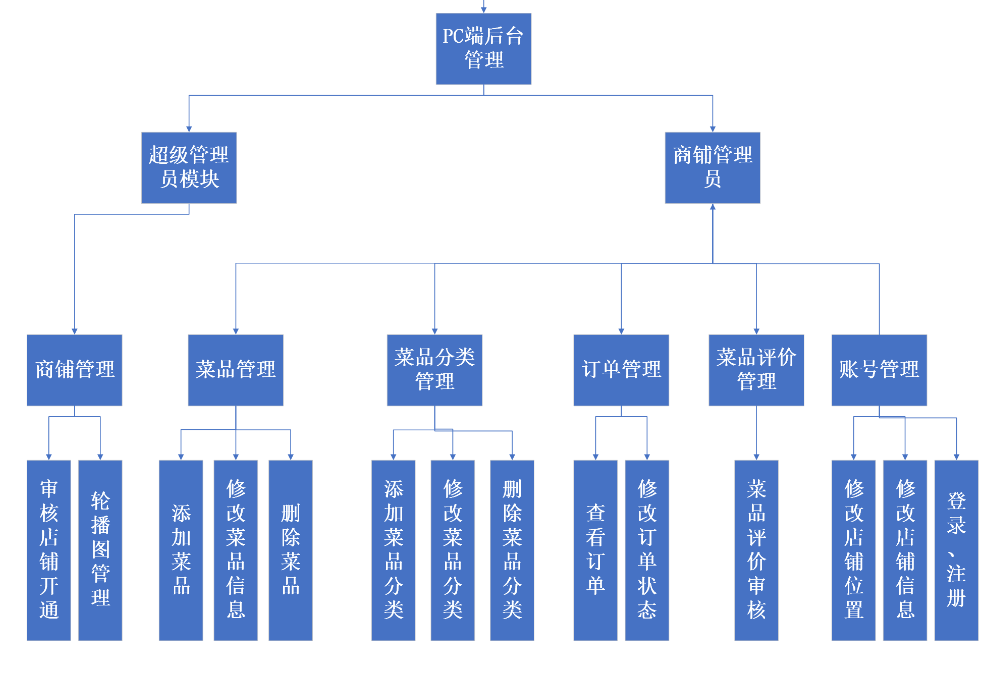 PC端后台
管理
超级管理
员模块
商铺管理
员
商铺管理
菜品管理
菜品分类
管理
订单管理
菜品评价
管理
账号管理
审核店铺开通
轮播图管理
添加菜品
修改菜品信息
删除菜品
添加菜品分类
修改菜品分类
删除菜品分类
查看订单
修改订单状态
菜品评价审核
修改店铺位置
修改店铺信息
登录、注册